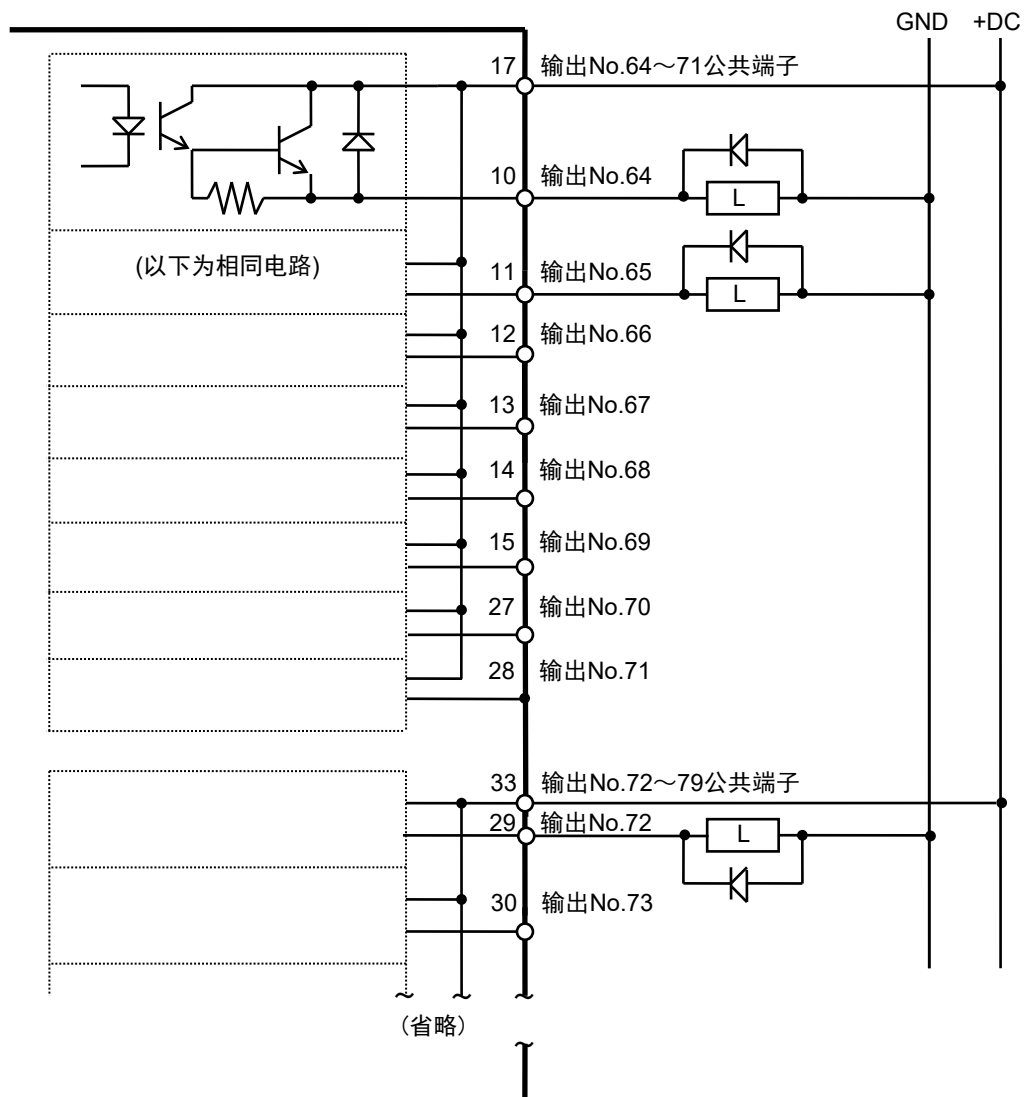 GND +DC
17 输出No.64～71公共端子
10 输出No.64
L
(以下为相同电路)
11 输出No.65
L
12 输出No.66
13 输出No.67
14 输出No.68
15 输出No.69
27 输出No.70
28 输出No.71
33 输出No.72～79公共端子
29 输出No.72
L
30 输出No.73
(省略)